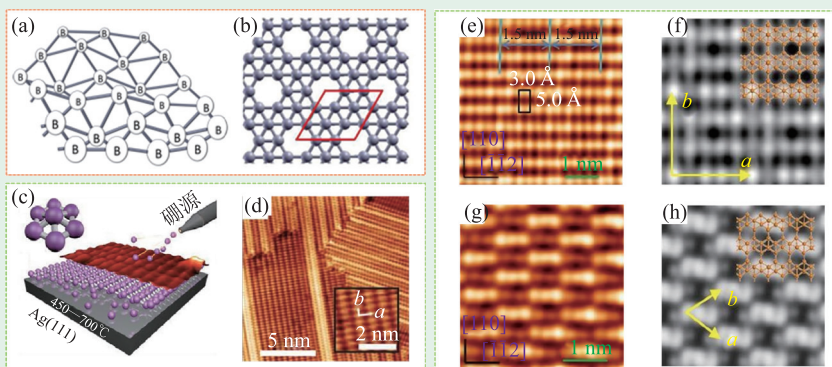 (a)
B B B B B B B B B B B B B B B B B B B B
(b)
(c)
硼源
450—700℃
Ag(111)
(d)
b
a
5 nm
2 nm
(e)
1.5 nm 1.5 nm
3.0 Å
5.0 Å
[110]
[112]
1 nm
(f)
b
a
(g)
[110]
[112]
1 nm
(h)
b
a